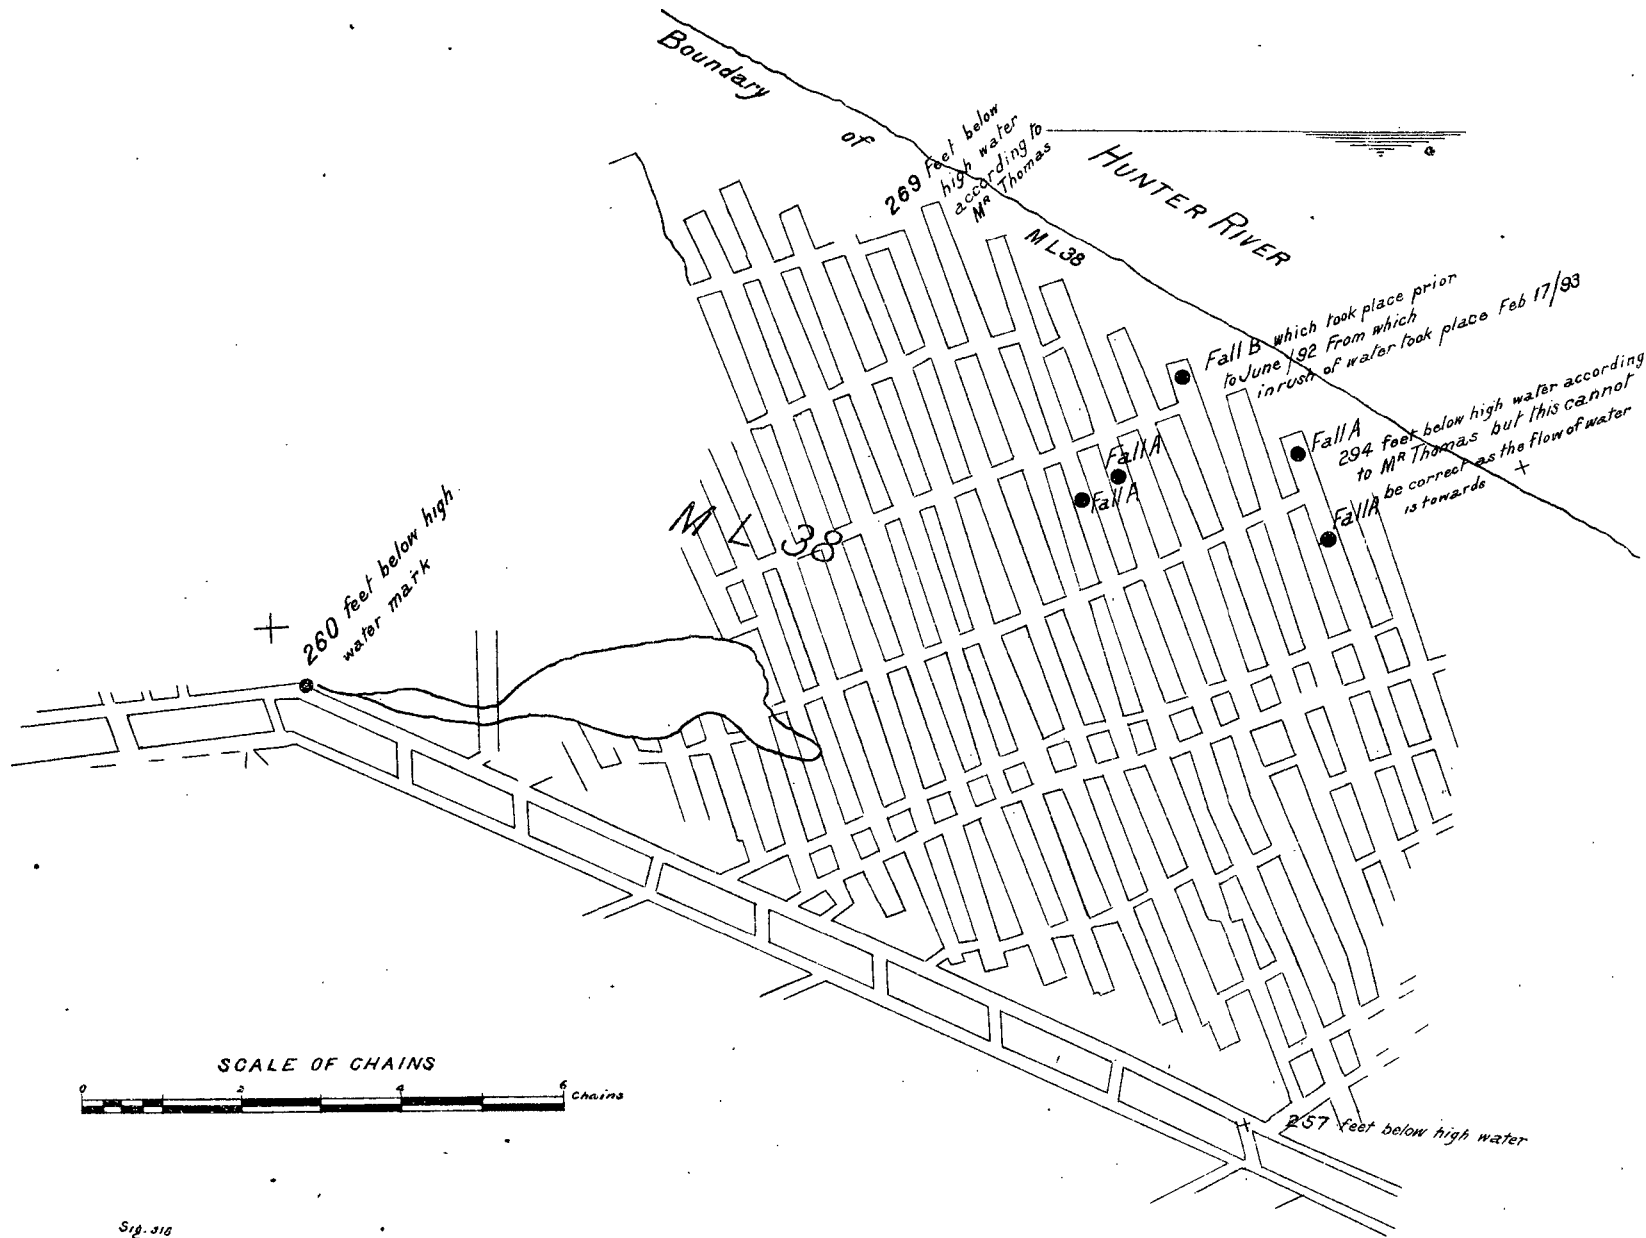 Boundary
of
269 feet below
high water
according to
Mᴿ Thomas
HUNTER RIVER
ML38
Fall B which took place prior
to June /92 From which
inrush of water took place Feb 17/93
Fall A
294 feet below high water according
to Mᴿ Thomas but this cannot
be correct as the flow of water
is towards
Fall A
Fall A
Fall A
ML 38
260 feet below high
water mark
SCALE OF CHAINS
0 2 4 6 Chains
257 feet below high water
Sig. 316